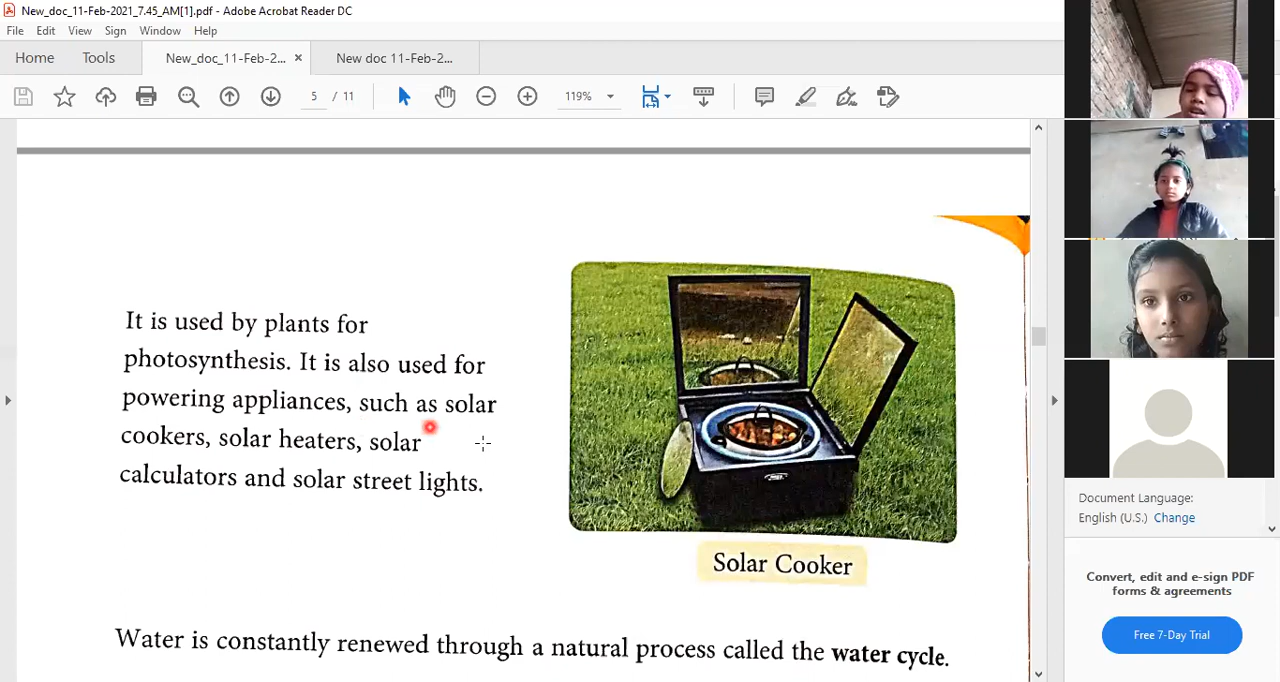 New_doc_11-Feb-2021_7.45_AM[1].pdf - Adobe Acrobat Reader DC
File Edit View Sign Window Help
Home Tools New_doc_11-Feb-2... × New doc 11-Feb-2...
5 / 11 119%
It is used by plants for
photosynthesis. It is also used for
powering appliances, such as solar
cookers, solar heaters, solar
calculators and solar street lights.
Solar Cooker
Water is constantly renewed through a natural process called the water cycle.
Document Language:
English (U.S.) Change
Convert, edit and e-sign PDF
forms & agreements
Free 7-Day Trial